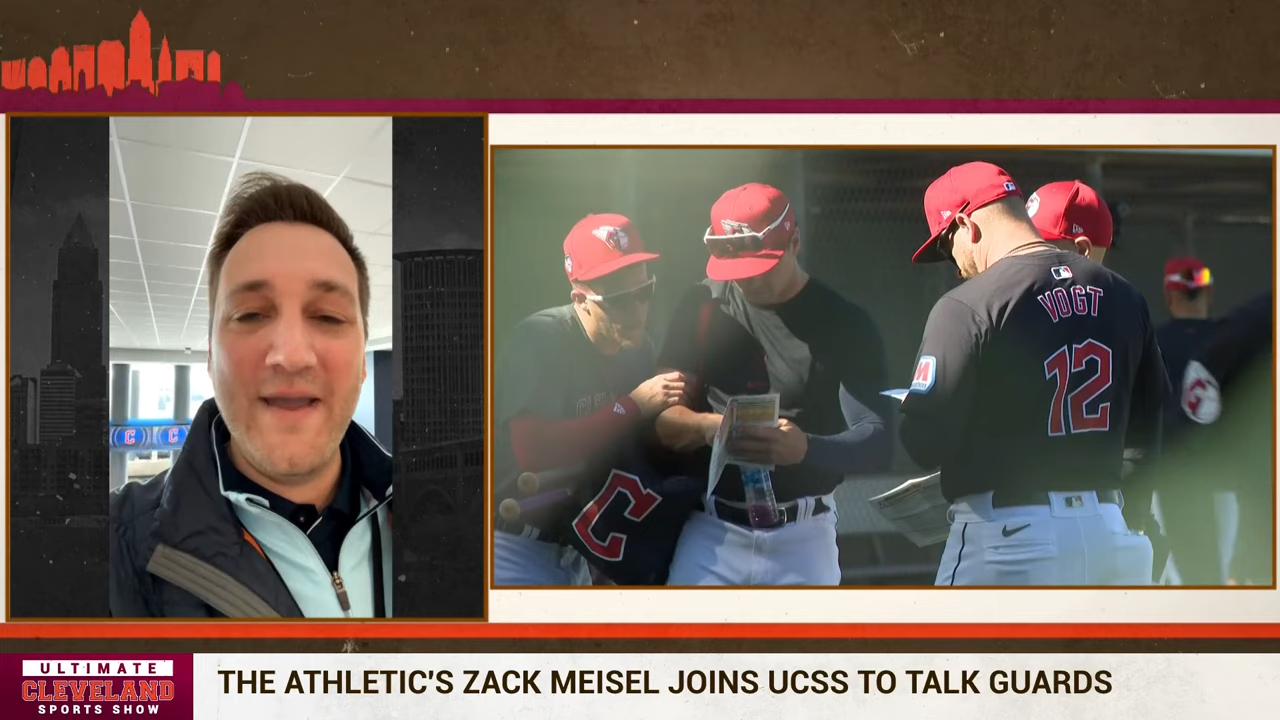 C
C
VOGT
12
C
ULTIMATE
CLEVELAND
SPORTS SHOW
THE ATHLETIC'S ZACK MEISEL JOINS UCSS TO TALK GUARDS